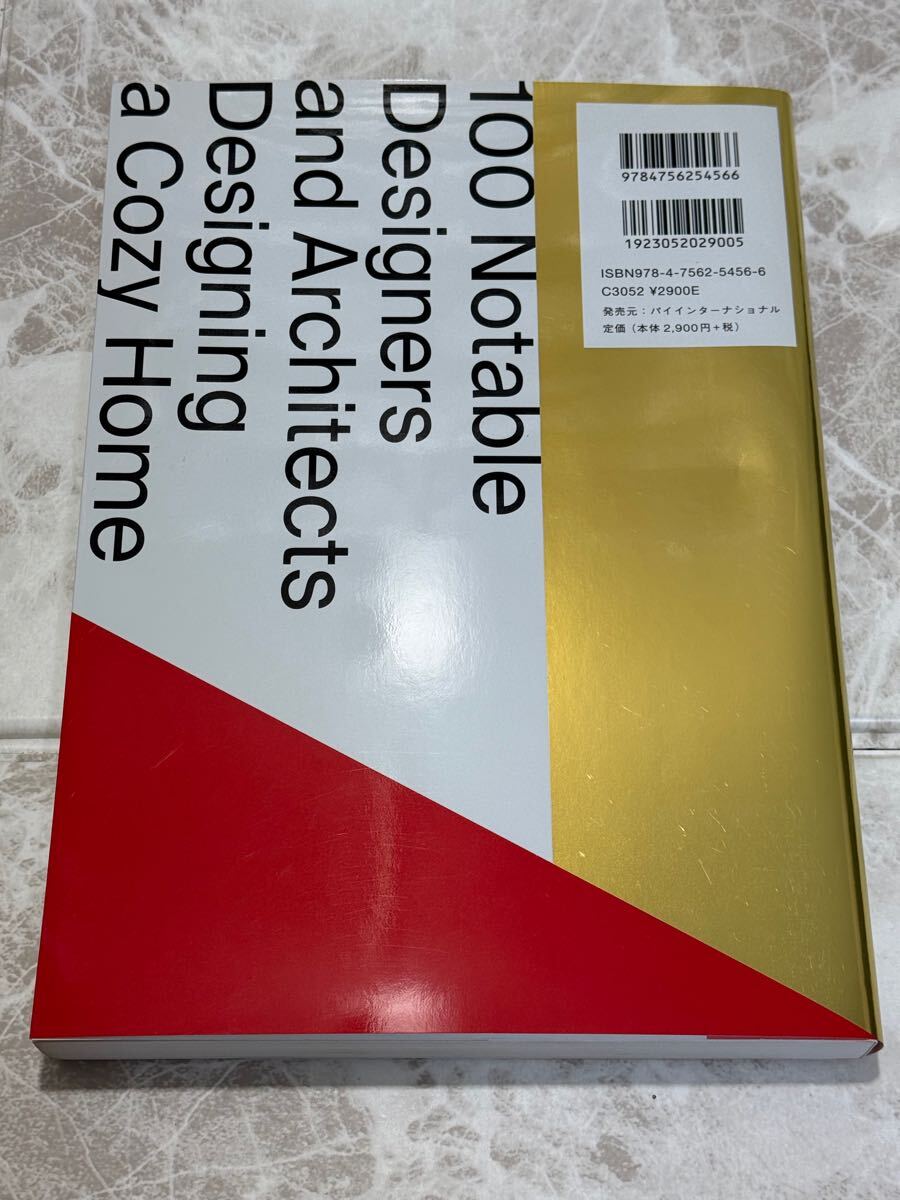 100 Notable
Designers
and Architects
Designing
a Cozy Home
9784756254566
1923052029005
ISBN978-4-7562-5456-6
C3052 ¥2900E
発売元：パイインターナショナル
定価（本体2,900円＋税）